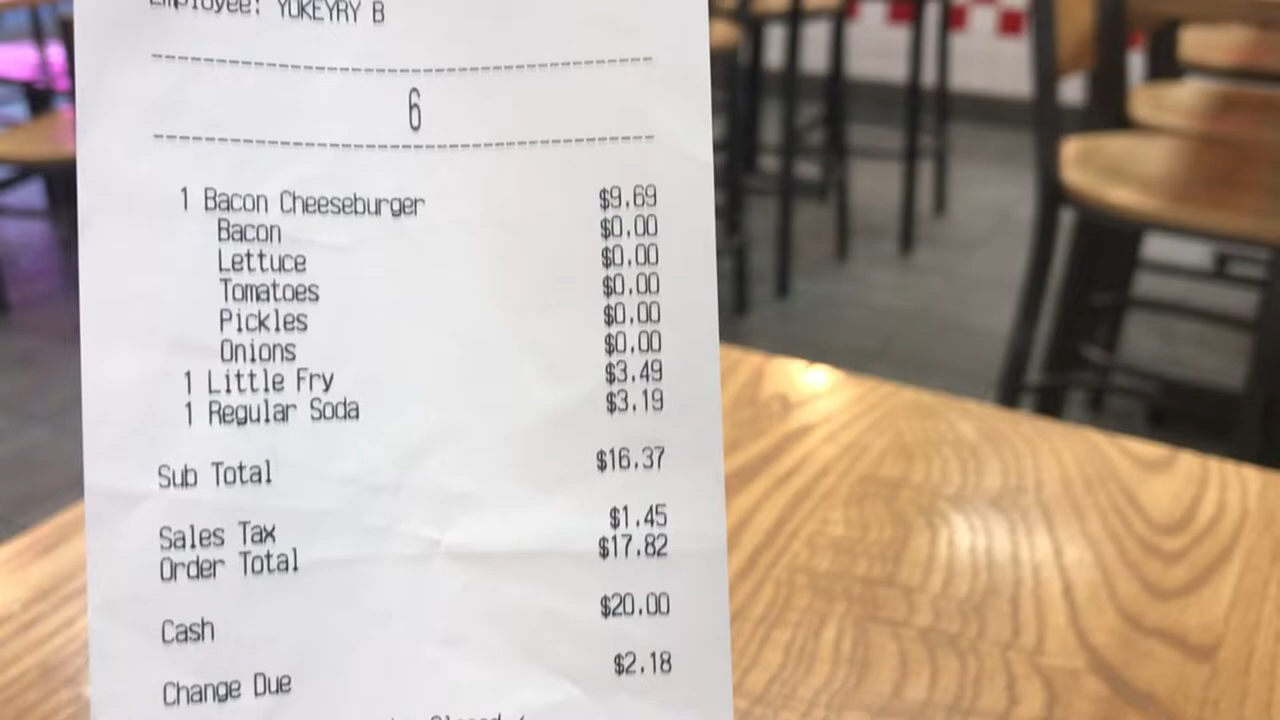 Employee: YUKEYRY B
6
1 Bacon Cheeseburger $9.69
Bacon $0.00
Lettuce $0.00
Tomatoes $0.00
Pickles $0.00
Onions $0.00
1 Little Fry $3.49
1 Regular Soda $3.19
Sub Total $16.37
Sales Tax $1.45
Order Total $17.82
Cash $20.00
Change Due $2.18